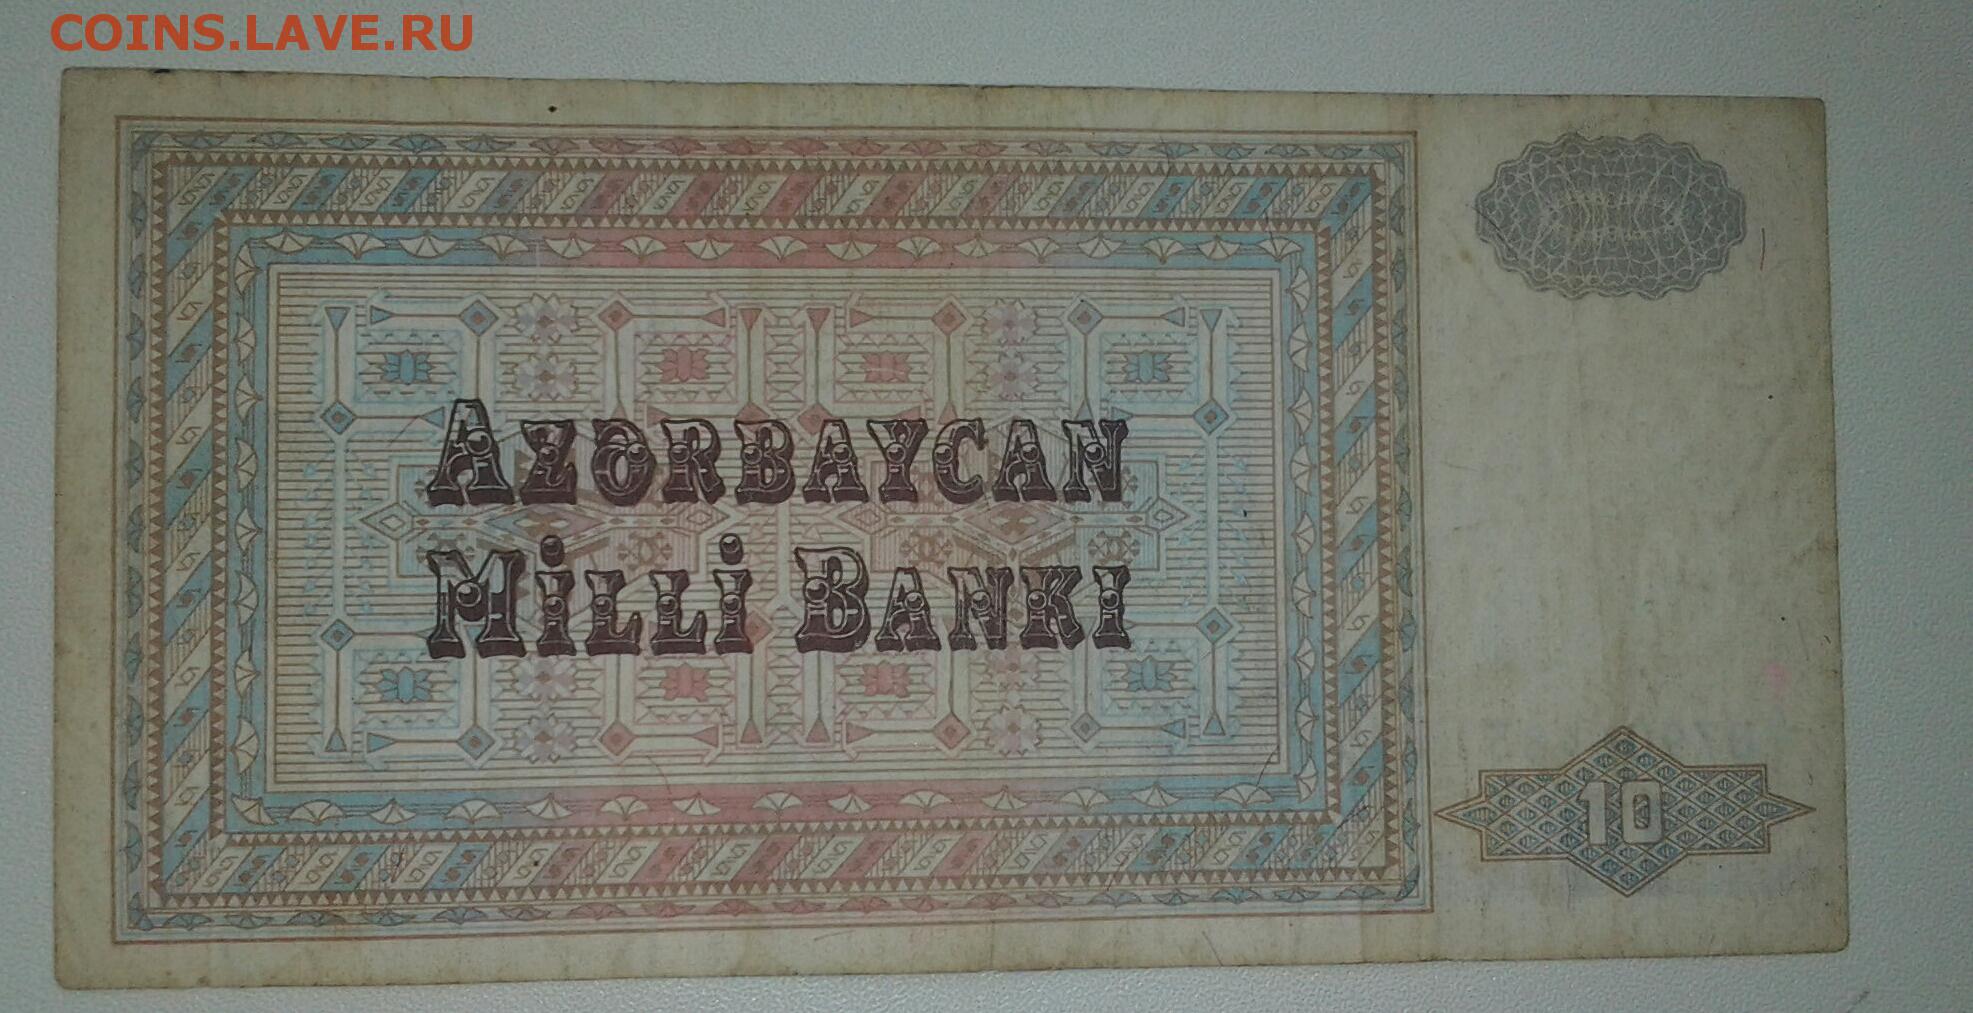 COINS.LAVE.RU
AZƏRBAYCAN
MİLLİ BANKI
10